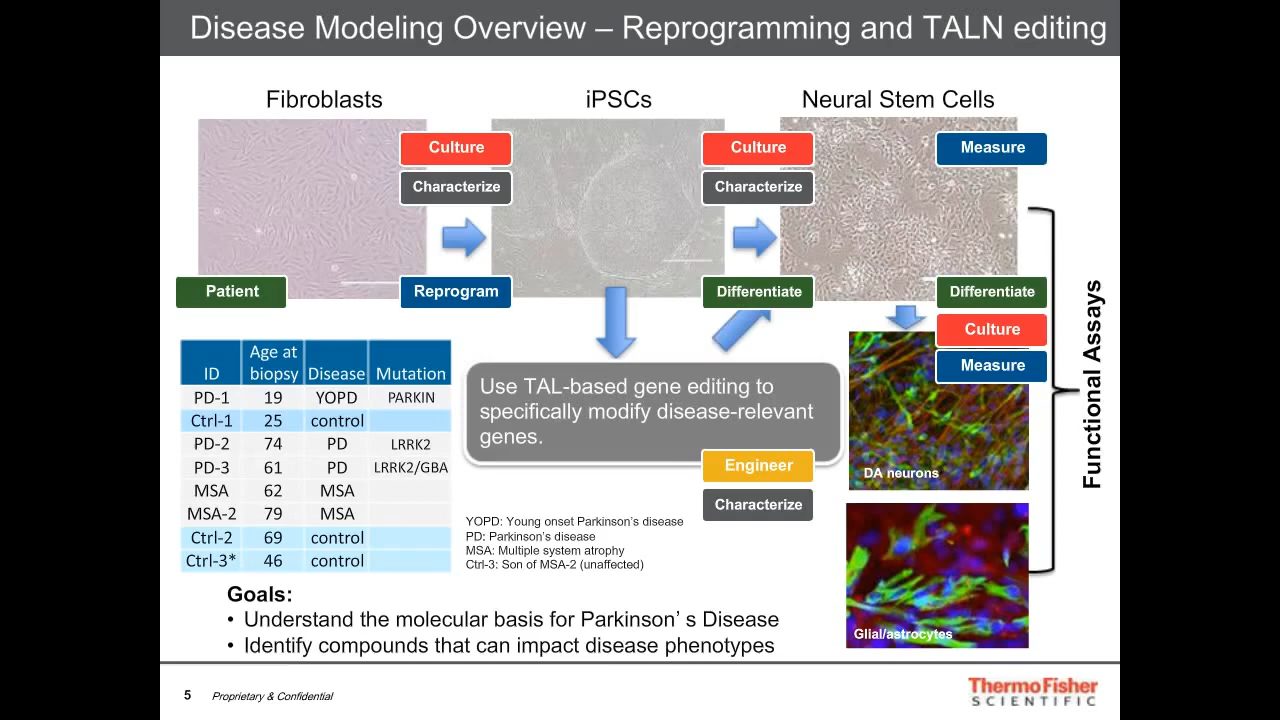 Disease Modeling Overview – Reprogramming and TALN editing
Fibroblasts
iPSCs
Neural Stem Cells
Culture
Characterize
Culture
Characterize
Measure
Patient
Reprogram
Differentiate
Differentiate
Culture
Measure
Functional Assays
ID Age at biopsy Disease Mutation
PD-1 19 YOPD PARKIN
Ctrl-1 25 control
PD-2 74 PD LRRK2
PD-3 61 PD LRRK2/GBA
MSA 62 MSA
MSA-2 79 MSA
Ctrl-2 69 control
Ctrl-3* 46 control
Use TAL-based gene editing to
specifically modify disease-relevant
genes.
Engineer
Characterize
DA neurons
Glial/astrocytes
YOPD: Young onset Parkinson's disease
PD: Parkinson's disease
MSA: Multiple system atrophy
Ctrl-3: Son of MSA-2 (unaffected)
Goals:
• Understand the molecular basis for Parkinson' s Disease
• Identify compounds that can impact disease phenotypes
5 Proprietary & Confidential
ThermoFisher
SCIENTIFIC